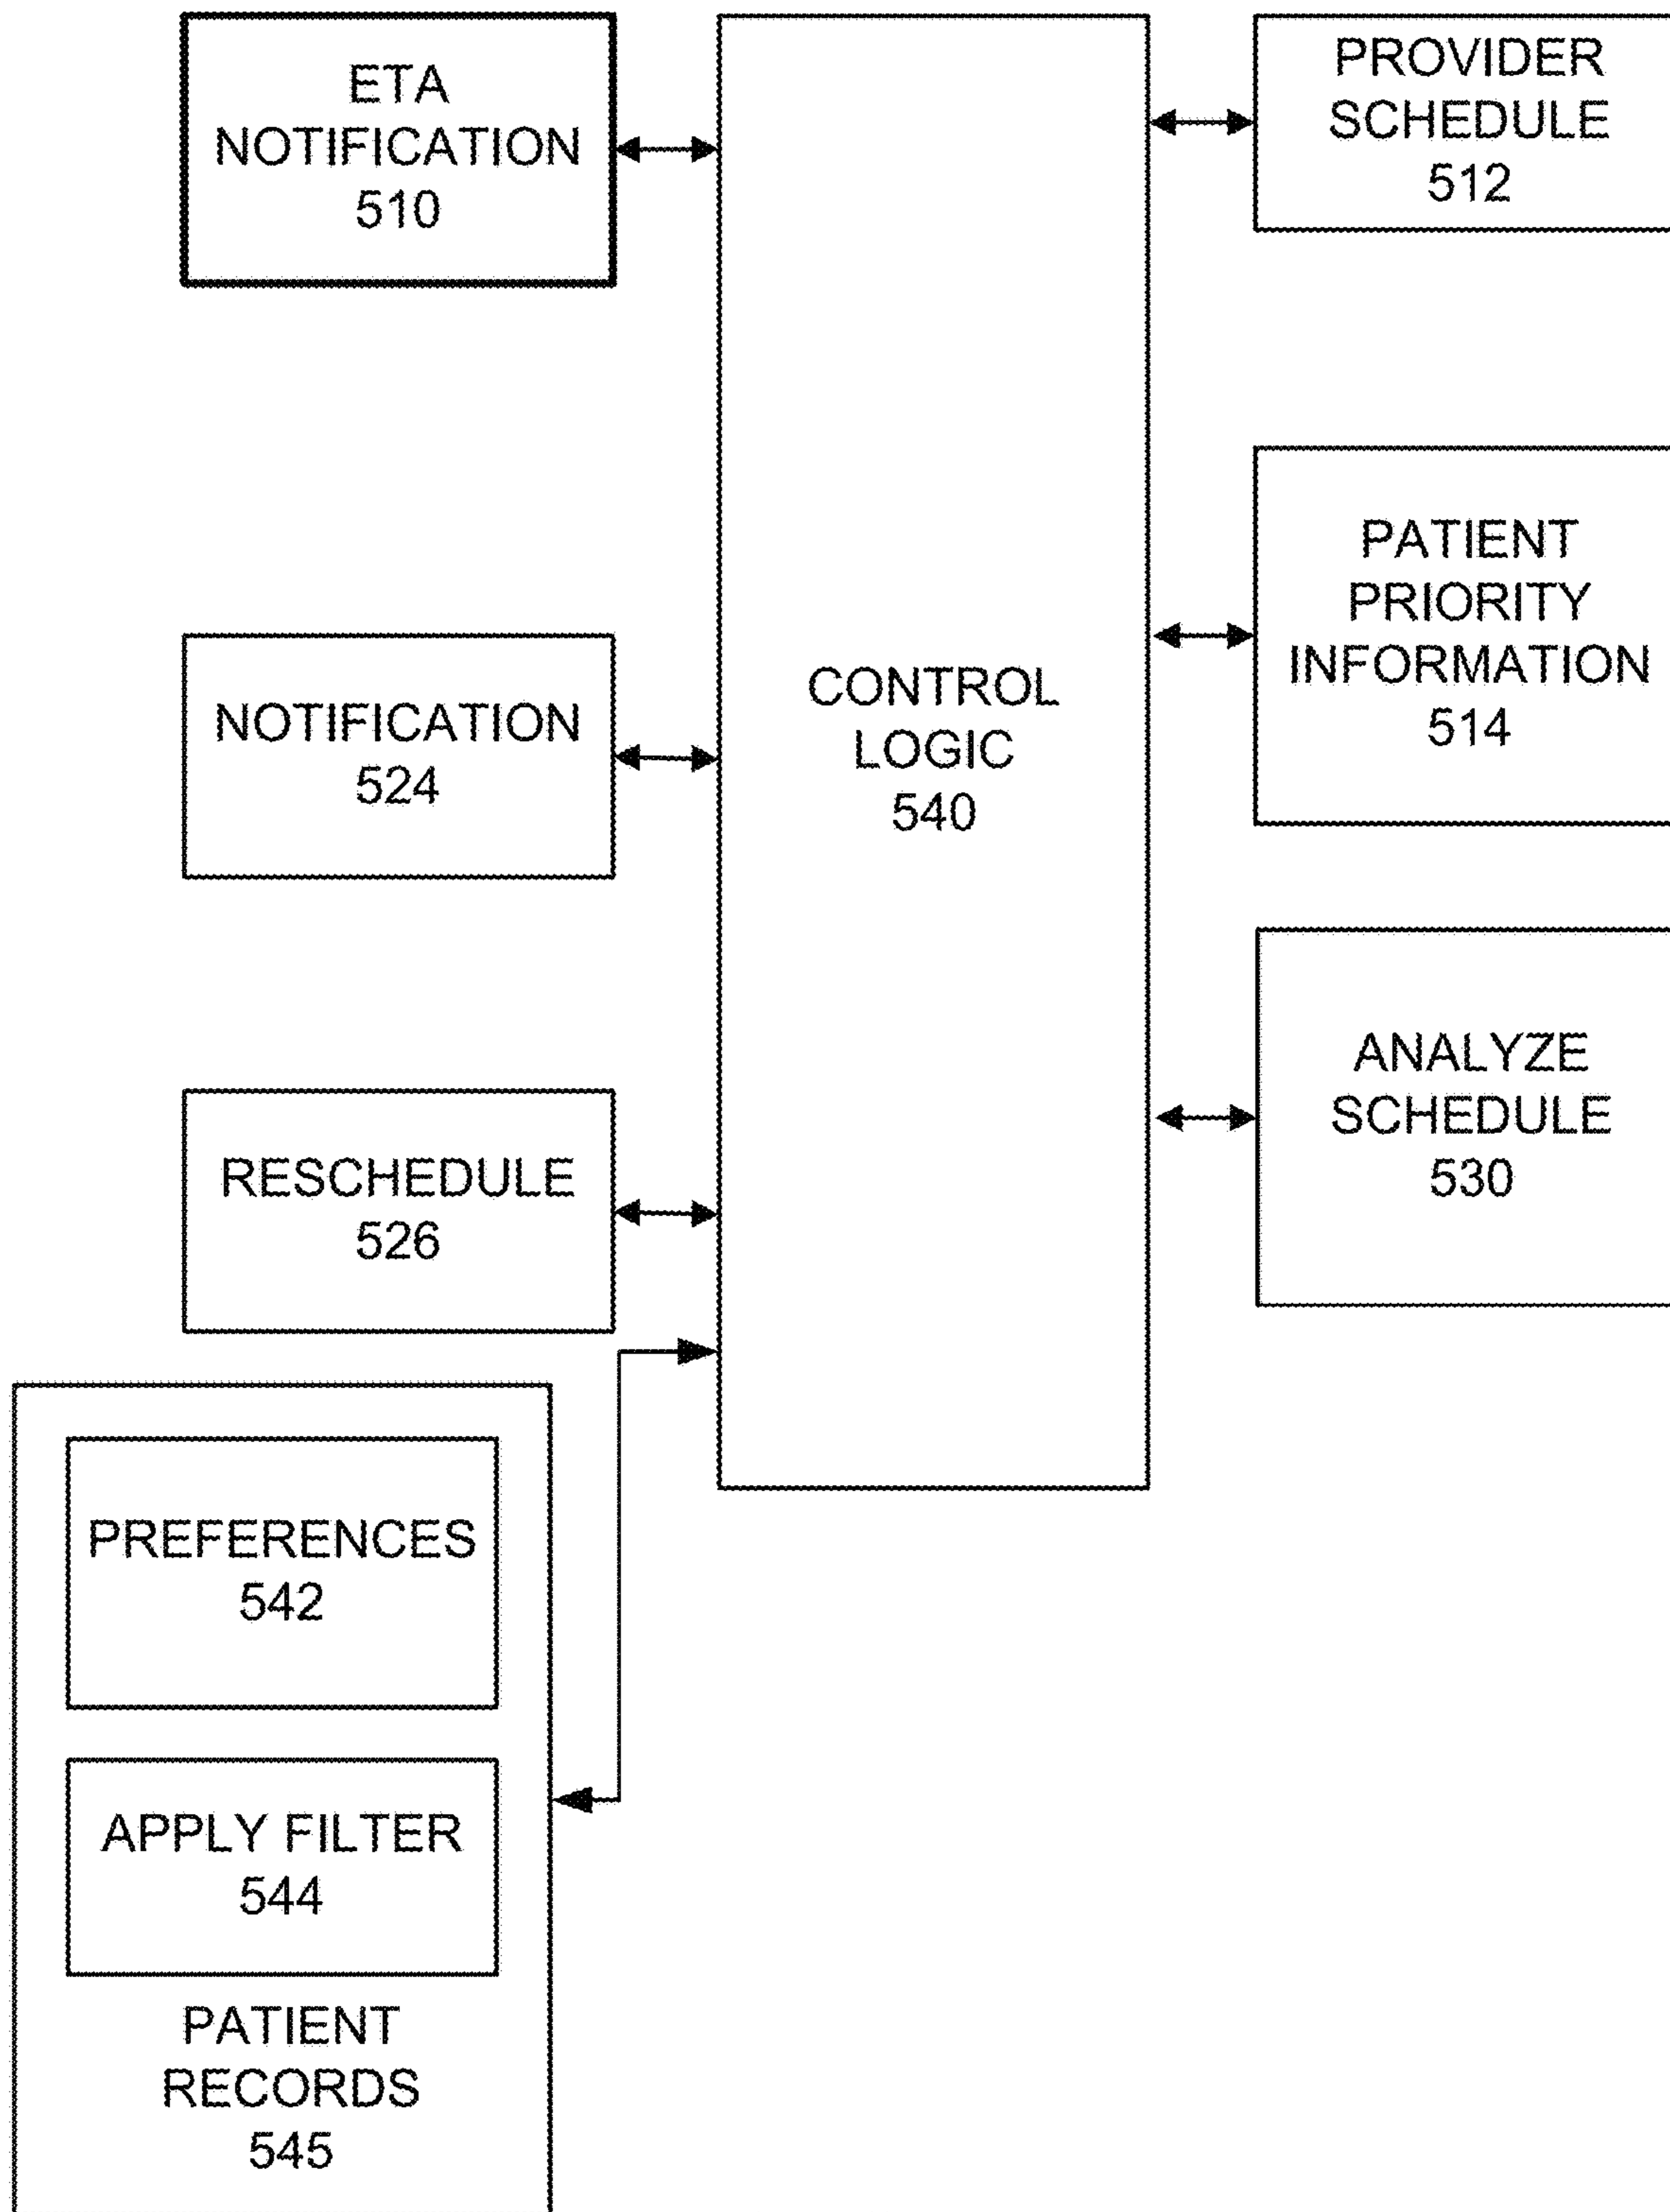 ETA
NOTIFICATION
510
PROVIDER
SCHEDULE
512
PATIENT
PRIORITY
INFORMATION
514
NOTIFICATION
524
CONTROL
LOGIC
540
ANALYZE
SCHEDULE
530
RESCHEDULE
526
PREFERENCES
542
APPLY FILTER
544
PATIENT
RECORDS
545